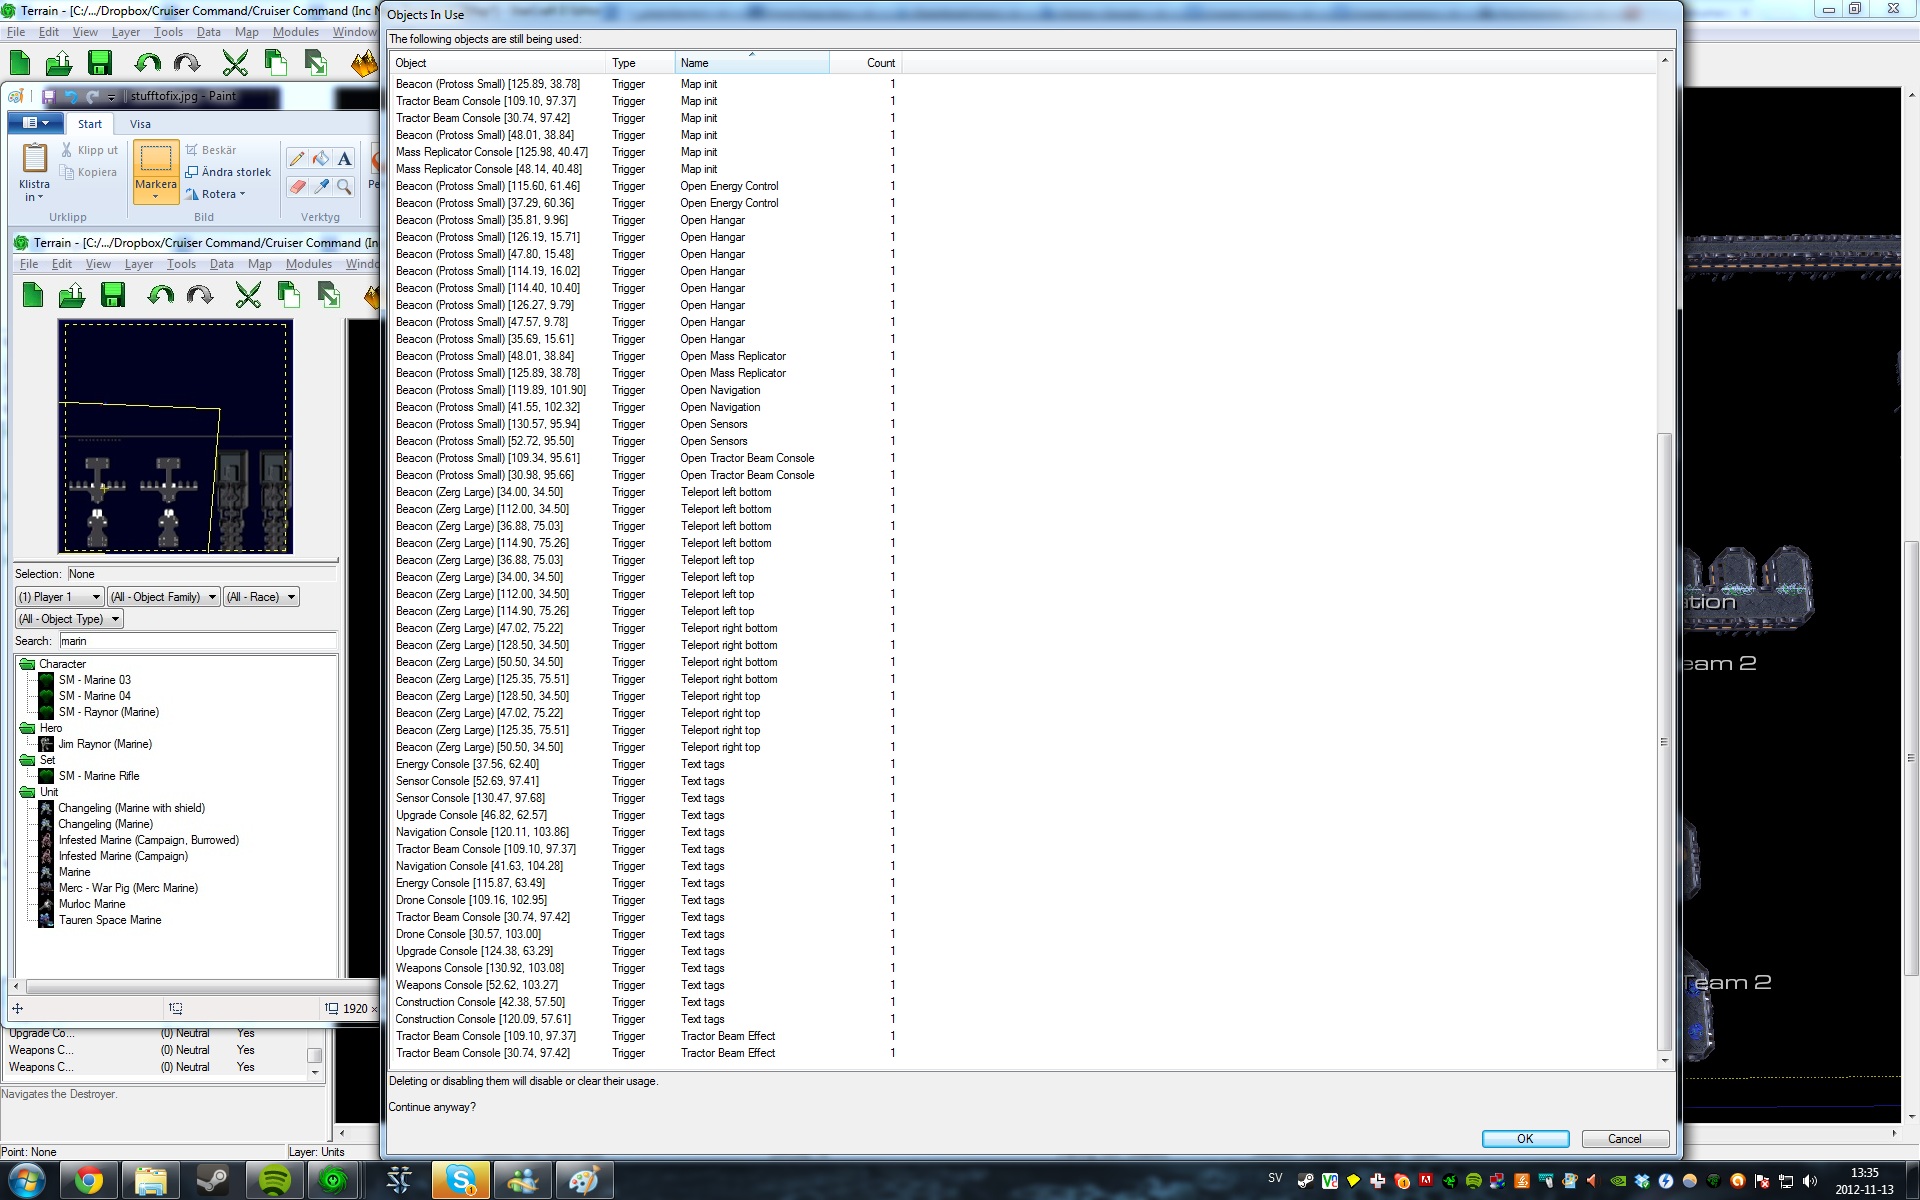 Terrain - [C:/.../Dropbox/Cruiser Command/Cruiser Command (Inc N
File Edit View Layer Tools Data Map Modules Window
stufftofix.jpg - Paint
Start Visa
Klistra in
Klipp ut
Kopiera
Urklipp
Markera
Beskär
Ändra storlek
Rotera
Bild
A
Verktyg
Terrain - [C:/.../Dropbox/Cruiser Command/Cruiser Command (Inc
File Edit View Layer Tools Data Map Modules Windo
Selection: None
(1) Player 1 (All - Object Family) (All - Race)
(All - Object Type)
Search: marin
Character
SM - Marine 03
SM - Marine 04
SM - Raynor (Marine)
Hero
Jim Raynor (Marine)
Set
SM - Marine Rifle
Unit
Changeling (Marine with shield)
Changeling (Marine)
Infested Marine (Campaign, Burrowed)
Infested Marine (Campaign)
Marine
Merc - War Pig (Merc Marine)
Murloc Marine
Tauren Space Marine
1920 ×
Upgrade Co... (0) Neutral Yes
Weapons C... (0) Neutral Yes
Weapons C... (0) Neutral Yes
Navigates the Destroyer.
Point: None Layer: Units
Objects In Use
The following objects are still being used:
Object Type Name Count
Beacon (Protoss Small) [125.89, 38.78] Trigger Map init 1
Tractor Beam Console [109.10, 97.37] Trigger Map init 1
Tractor Beam Console [30.74, 97.42] Trigger Map init 1
Beacon (Protoss Small) [48.01, 38.84] Trigger Map init 1
Mass Replicator Console [125.98, 40.47] Trigger Map init 1
Mass Replicator Console [48.14, 40.48] Trigger Map init 1
Beacon (Protoss Small) [115.60, 61.46] Trigger Open Energy Control 1
Beacon (Protoss Small) [37.29, 60.36] Trigger Open Energy Control 1
Beacon (Protoss Small) [35.81, 9.96] Trigger Open Hangar 1
Beacon (Protoss Small) [126.19, 15.71] Trigger Open Hangar 1
Beacon (Protoss Small) [47.80, 15.48] Trigger Open Hangar 1
Beacon (Protoss Small) [114.19, 16.02] Trigger Open Hangar 1
Beacon (Protoss Small) [114.40, 10.40] Trigger Open Hangar 1
Beacon (Protoss Small) [126.27, 9.79] Trigger Open Hangar 1
Beacon (Protoss Small) [47.57, 9.78] Trigger Open Hangar 1
Beacon (Protoss Small) [35.69, 15.61] Trigger Open Hangar 1
Beacon (Protoss Small) [48.01, 38.84] Trigger Open Mass Replicator 1
Beacon (Protoss Small) [125.89, 38.78] Trigger Open Mass Replicator 1
Beacon (Protoss Small) [119.89, 101.90] Trigger Open Navigation 1
Beacon (Protoss Small) [41.55, 102.32] Trigger Open Navigation 1
Beacon (Protoss Small) [130.57, 95.94] Trigger Open Sensors 1
Beacon (Protoss Small) [52.72, 95.50] Trigger Open Sensors 1
Beacon (Protoss Small) [109.34, 95.61] Trigger Open Tractor Beam Console 1
Beacon (Protoss Small) [30.98, 95.66] Trigger Open Tractor Beam Console 1
Beacon (Zerg Large) [34.00, 34.50] Trigger Teleport left bottom 1
Beacon (Zerg Large) [112.00, 34.50] Trigger Teleport left bottom 1
Beacon (Zerg Large) [36.88, 75.03] Trigger Teleport left bottom 1
Beacon (Zerg Large) [114.90, 75.26] Trigger Teleport left bottom 1
Beacon (Zerg Large) [36.88, 75.03] Trigger Teleport left top 1
Beacon (Zerg Large) [34.00, 34.50] Trigger Teleport left top 1
Beacon (Zerg Large) [112.00, 34.50] Trigger Teleport left top 1
Beacon (Zerg Large) [114.90, 75.26] Trigger Teleport left top 1
Beacon (Zerg Large) [47.02, 75.22] Trigger Teleport right bottom 1
Beacon (Zerg Large) [128.50, 34.50] Trigger Teleport right bottom 1
Beacon (Zerg Large) [50.50, 34.50] Trigger Teleport right bottom 1
Beacon (Zerg Large) [125.35, 75.51] Trigger Teleport right bottom 1
Beacon (Zerg Large) [128.50, 34.50] Trigger Teleport right top 1
Beacon (Zerg Large) [47.02, 75.22] Trigger Teleport right top 1
Beacon (Zerg Large) [125.35, 75.51] Trigger Teleport right top 1
Beacon (Zerg Large) [50.50, 34.50] Trigger Teleport right top 1
Energy Console [37.56, 62.40] Trigger Text tags 1
Sensor Console [52.69, 97.41] Trigger Text tags 1
Sensor Console [130.47, 97.68] Trigger Text tags 1
Upgrade Console [46.82, 62.57] Trigger Text tags 1
Navigation Console [120.11, 103.86] Trigger Text tags 1
Tractor Beam Console [109.10, 97.37] Trigger Text tags 1
Navigation Console [41.63, 104.28] Trigger Text tags 1
Energy Console [115.87, 63.49] Trigger Text tags 1
Drone Console [109.16, 102.95] Trigger Text tags 1
Tractor Beam Console [30.74, 97.42] Trigger Text tags 1
Drone Console [30.57, 103.00] Trigger Text tags 1
Upgrade Console [124.38, 63.29] Trigger Text tags 1
Weapons Console [130.92, 103.08] Trigger Text tags 1
Weapons Console [52.62, 103.27] Trigger Text tags 1
Construction Console [42.38, 57.50] Trigger Text tags 1
Construction Console [120.09, 57.61] Trigger Text tags 1
Tractor Beam Console [109.10, 97.37] Trigger Tractor Beam Effect 1
Tractor Beam Console [30.74, 97.42] Trigger Tractor Beam Effect 1
Deleting or disabling them will disable or clear their usage.
Continue anyway?
OK Cancel
ation
eam 2
Team 2
SV
13:35
2012-11-13